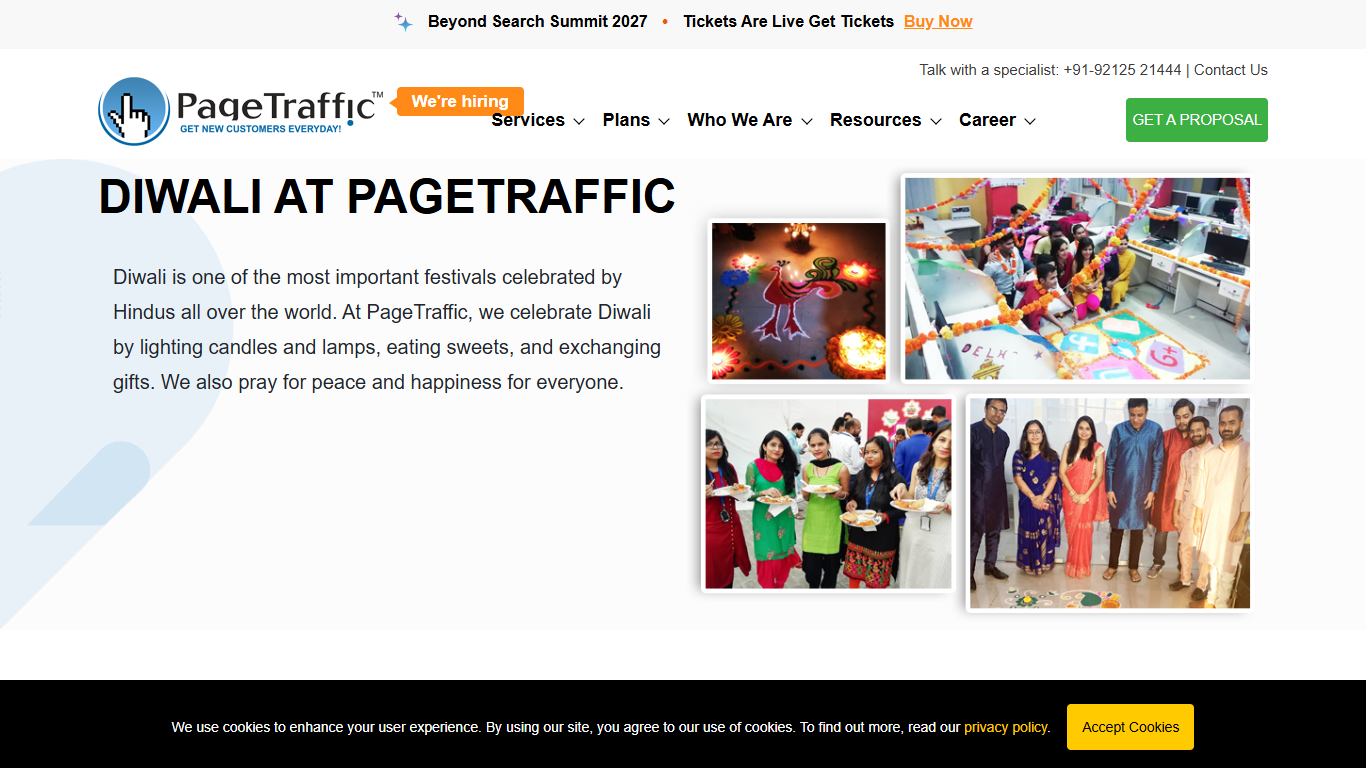 Beyond Search Summit 2027 • Tickets Are Live Get Tickets Buy Now
Talk with a specialist: +91-92125 21444 | Contact Us
PageTraffic™
GET NEW CUSTOMERS EVERYDAY!
We're hiring
Services Plans Who We Are Resources Career
GET A PROPOSAL
DIWALI AT PAGETRAFFIC
Diwali is one of the most important festivals celebrated by
Hindus all over the world. At PageTraffic, we celebrate Diwali
by lighting candles and lamps, eating sweets, and exchanging
gifts. We also pray for peace and happiness for everyone.
We use cookies to enhance your user experience. By using our site, you agree to our use of cookies. To find out more, read our privacy policy.
Accept Cookies